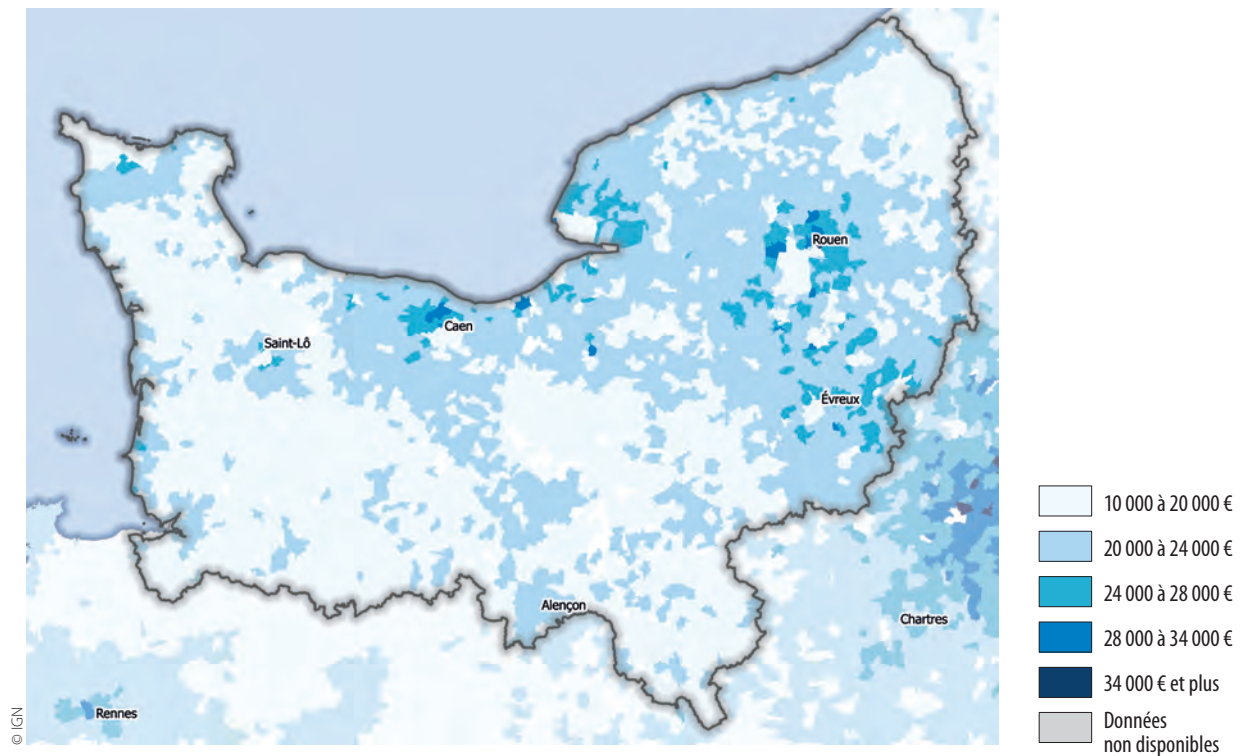 Rouen
Caen
Saint-Lô
Évreux
Alençon
Chartres
Rennes
© IGN
10 000 à 20 000 €
20 000 à 24 000 €
24 000 à 28 000 €
28 000 à 34 000 €
34 000 € et plus
Données
non disponibles